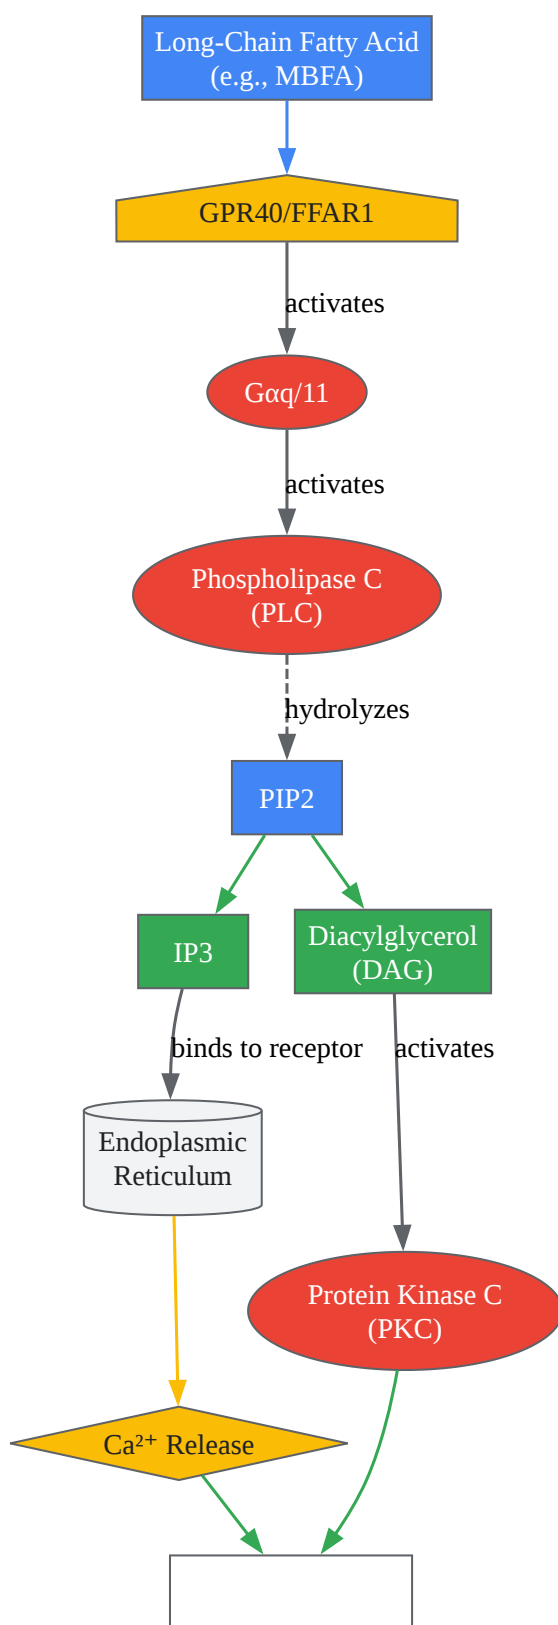 Long-Chain Fatty Acid
(e.g., MBFA)
GPR40/FFAR1
activates
Gαq/11
activates
Phospholipase C
(PLC)
hydrolyzes
PIP2
IP3
Diacylglycerol
(DAG)
binds to receptor
activates
Endoplasmic
Reticulum
Protein Kinase C
(PKC)
Ca²⁺ Release